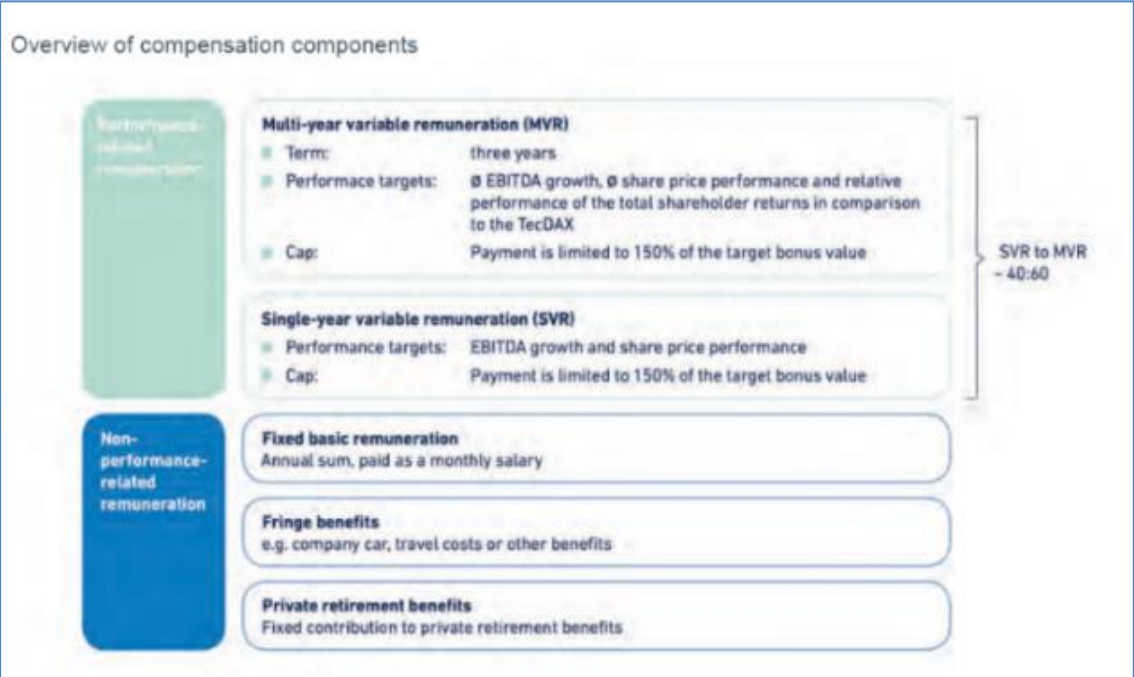 Overview of compensation components
Performance-
related
remuneration
Multi-year variable remuneration (MVR)
Term: three years
Performace targets: Ø EBITDA growth, Ø share price performance and relative
performance of the total shareholder returns in comparison
to the TecDAX
Cap: Payment is limited to 150% of the target bonus value
SVR to MVR
~ 40:60
Single-year variable remuneration (SVR)
Performance targets: EBITDA growth and share price performance
Cap: Payment is limited to 150% of the target bonus value
Non-
performance-
related
remuneration
Fixed basic remuneration
Annual sum, paid as a monthly salary
Fringe benefits
e.g. company car, travel costs or other benefits
Private retirement benefits
Fixed contribution to private retirement benefits